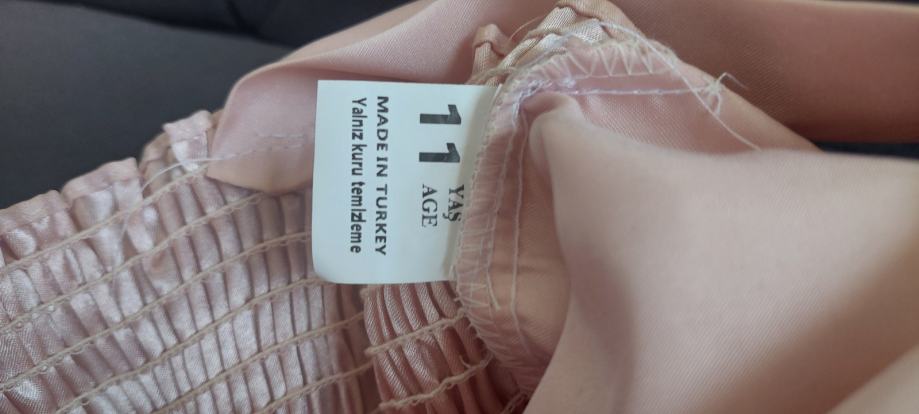 11 YAŞ
AGE
MADE IN TURKEY
Yalnız kuru temizleme